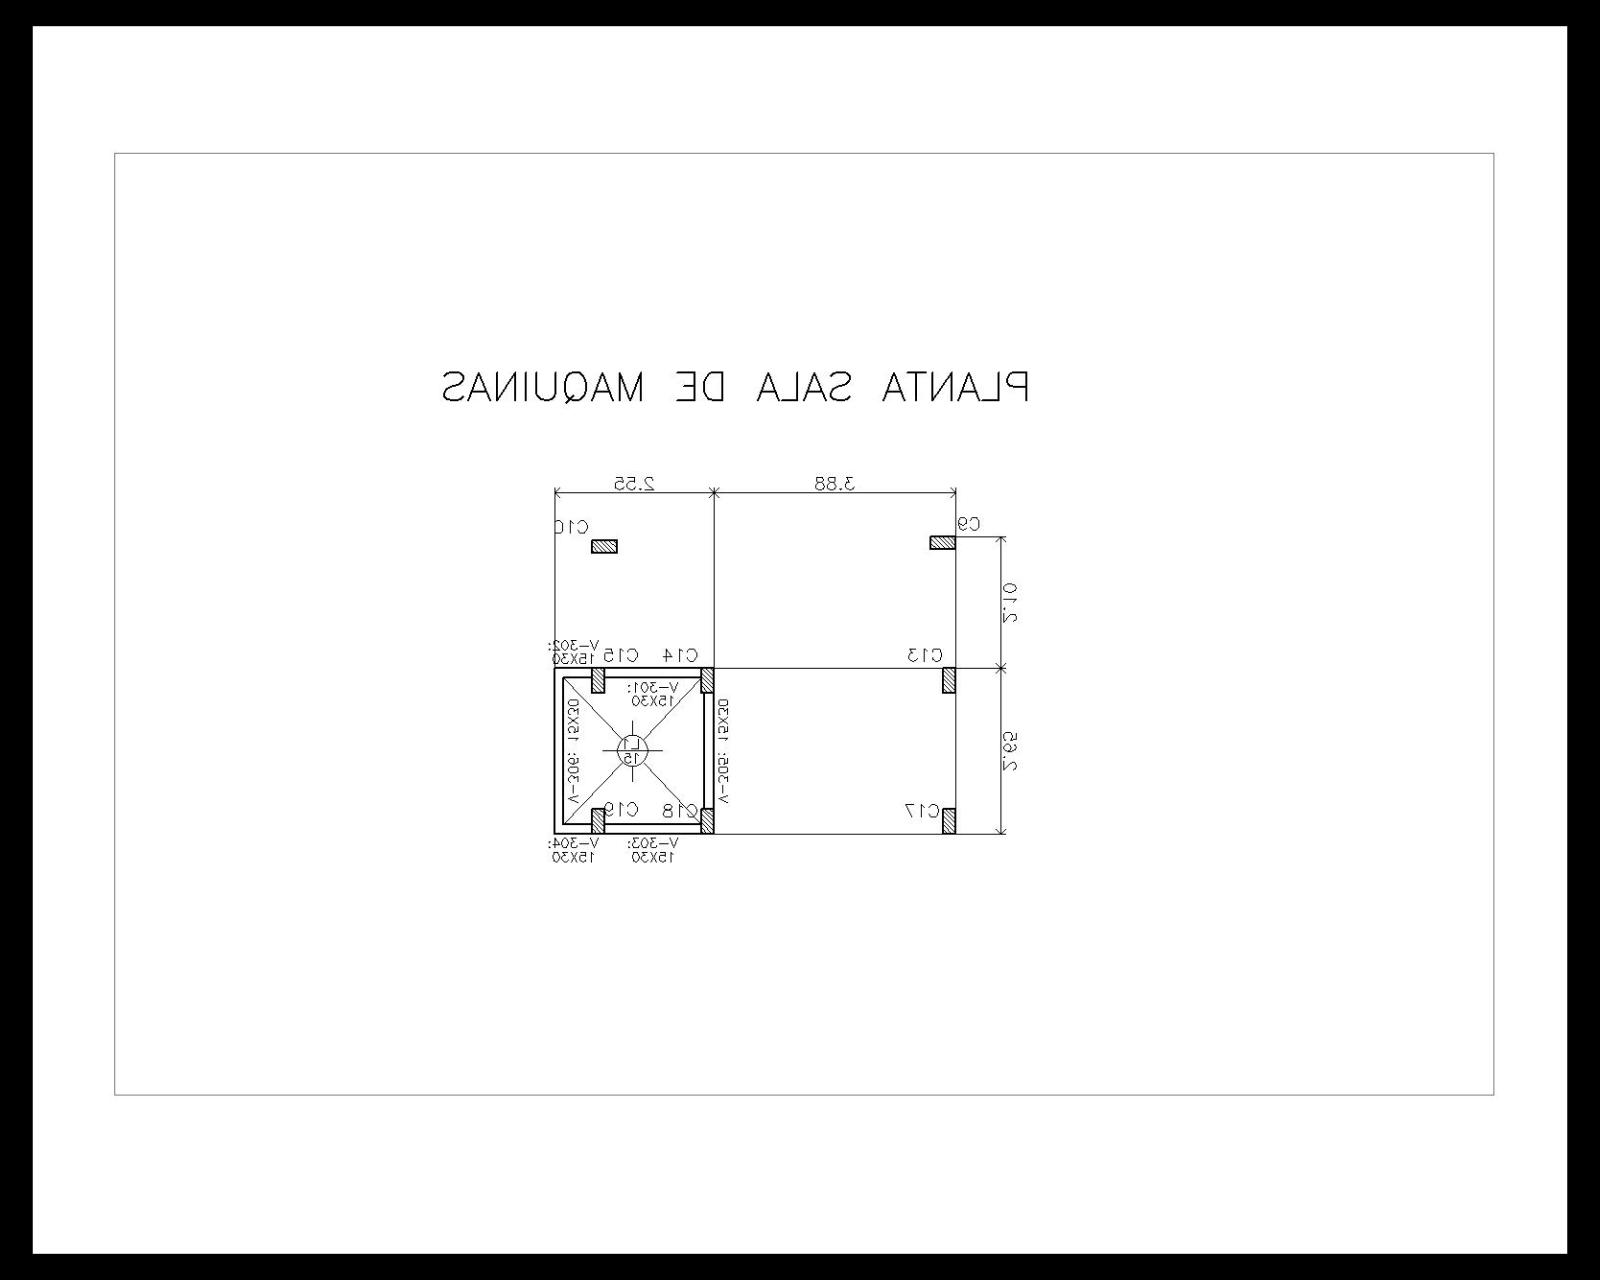 PLANTA SALA DE MAQUINAS
3.88
2.55
C9
C10
2.10
C13
C14
C15
V-302:
15X30
V-301:
15X30
V-305: 15X30
V-306: 15X30
L1
15
2.65
C17
C18
C19
V-303:
15X30
V-304:
15X30